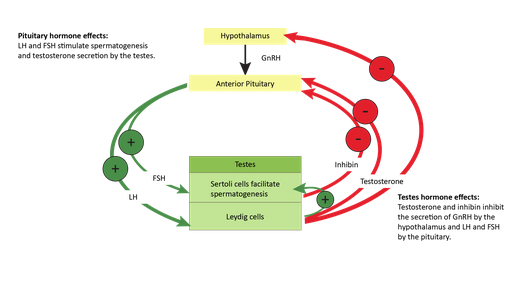 Pituitary hormone effects:
LH and FSH stimulate spermatogenesis
and testosterone secretion by the testes.
Hypothalamus
GnRH
Anterior Pituitary
-
-
-
+
+
Testes
Inhibin
FSH
Sertoli cells facilitate
spermatogenesis
Testosterone
LH
+
Leydig cells
Testes hormone effects:
Testosterone and inhibin inhibit
the secretion of GnRH by the
hypothalamus and LH and FSH
by the pituitary.